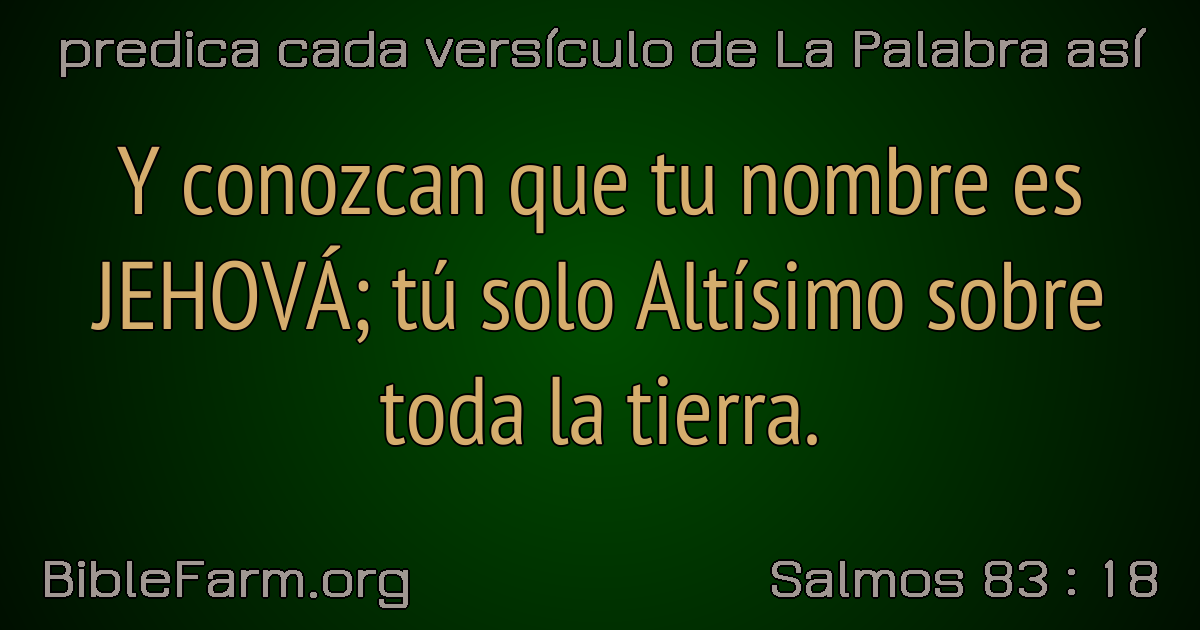 predica cada versículo de La Palabra así
Y conozcan que tu nombre es
JEHOVÁ; tú solo Altísimo sobre
toda la tierra.
BibleFarm.org
Salmos 83 : 18